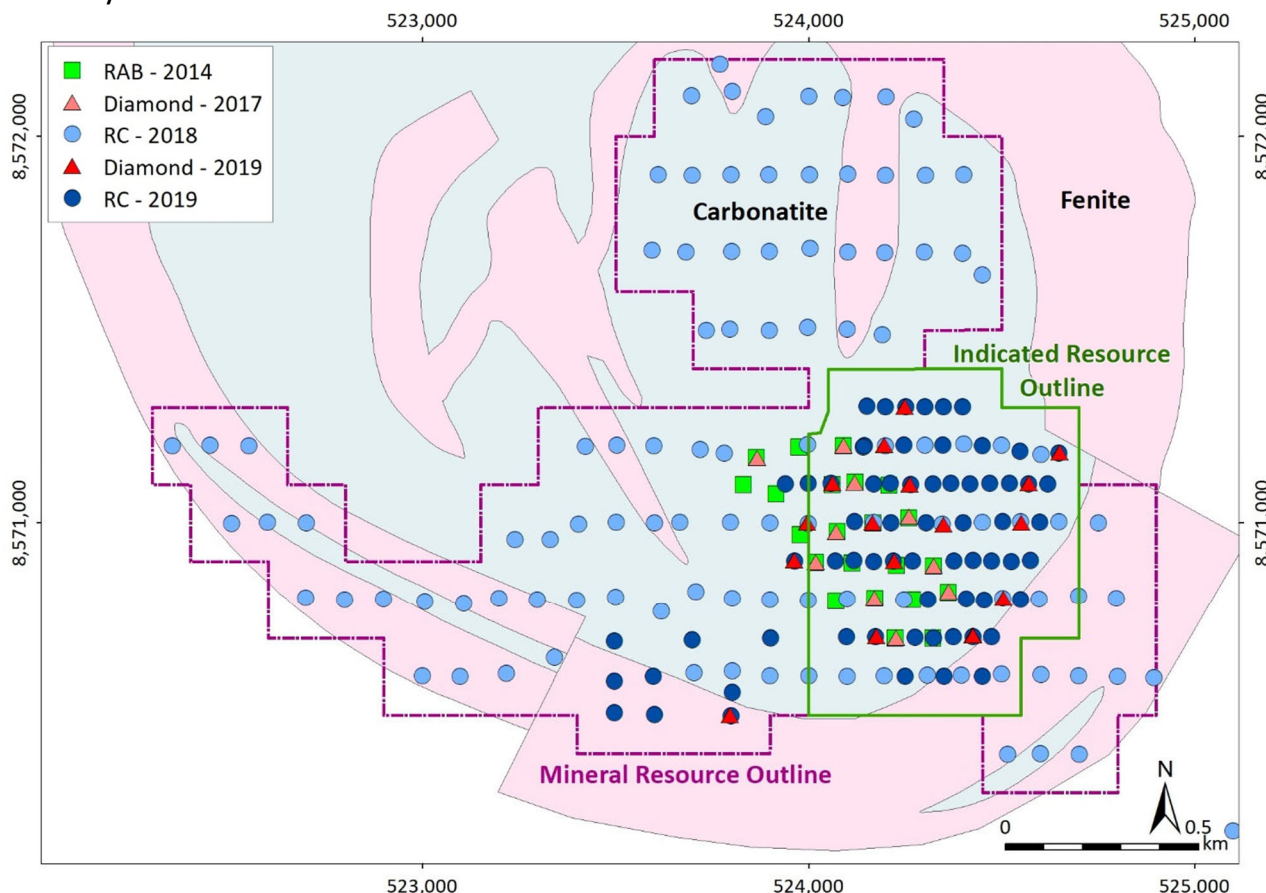 523,000
524,000
525,000
RAB - 2014
Diamond - 2017
RC - 2018
Diamond - 2019
RC - 2019
8,572,000
8,572,000
Carbonatite
Fenite
Indicated Resource
Outline
8,571,000
8,571,000
Mineral Resource Outline
N
0
0.5
km
523,000
524,000
525,000